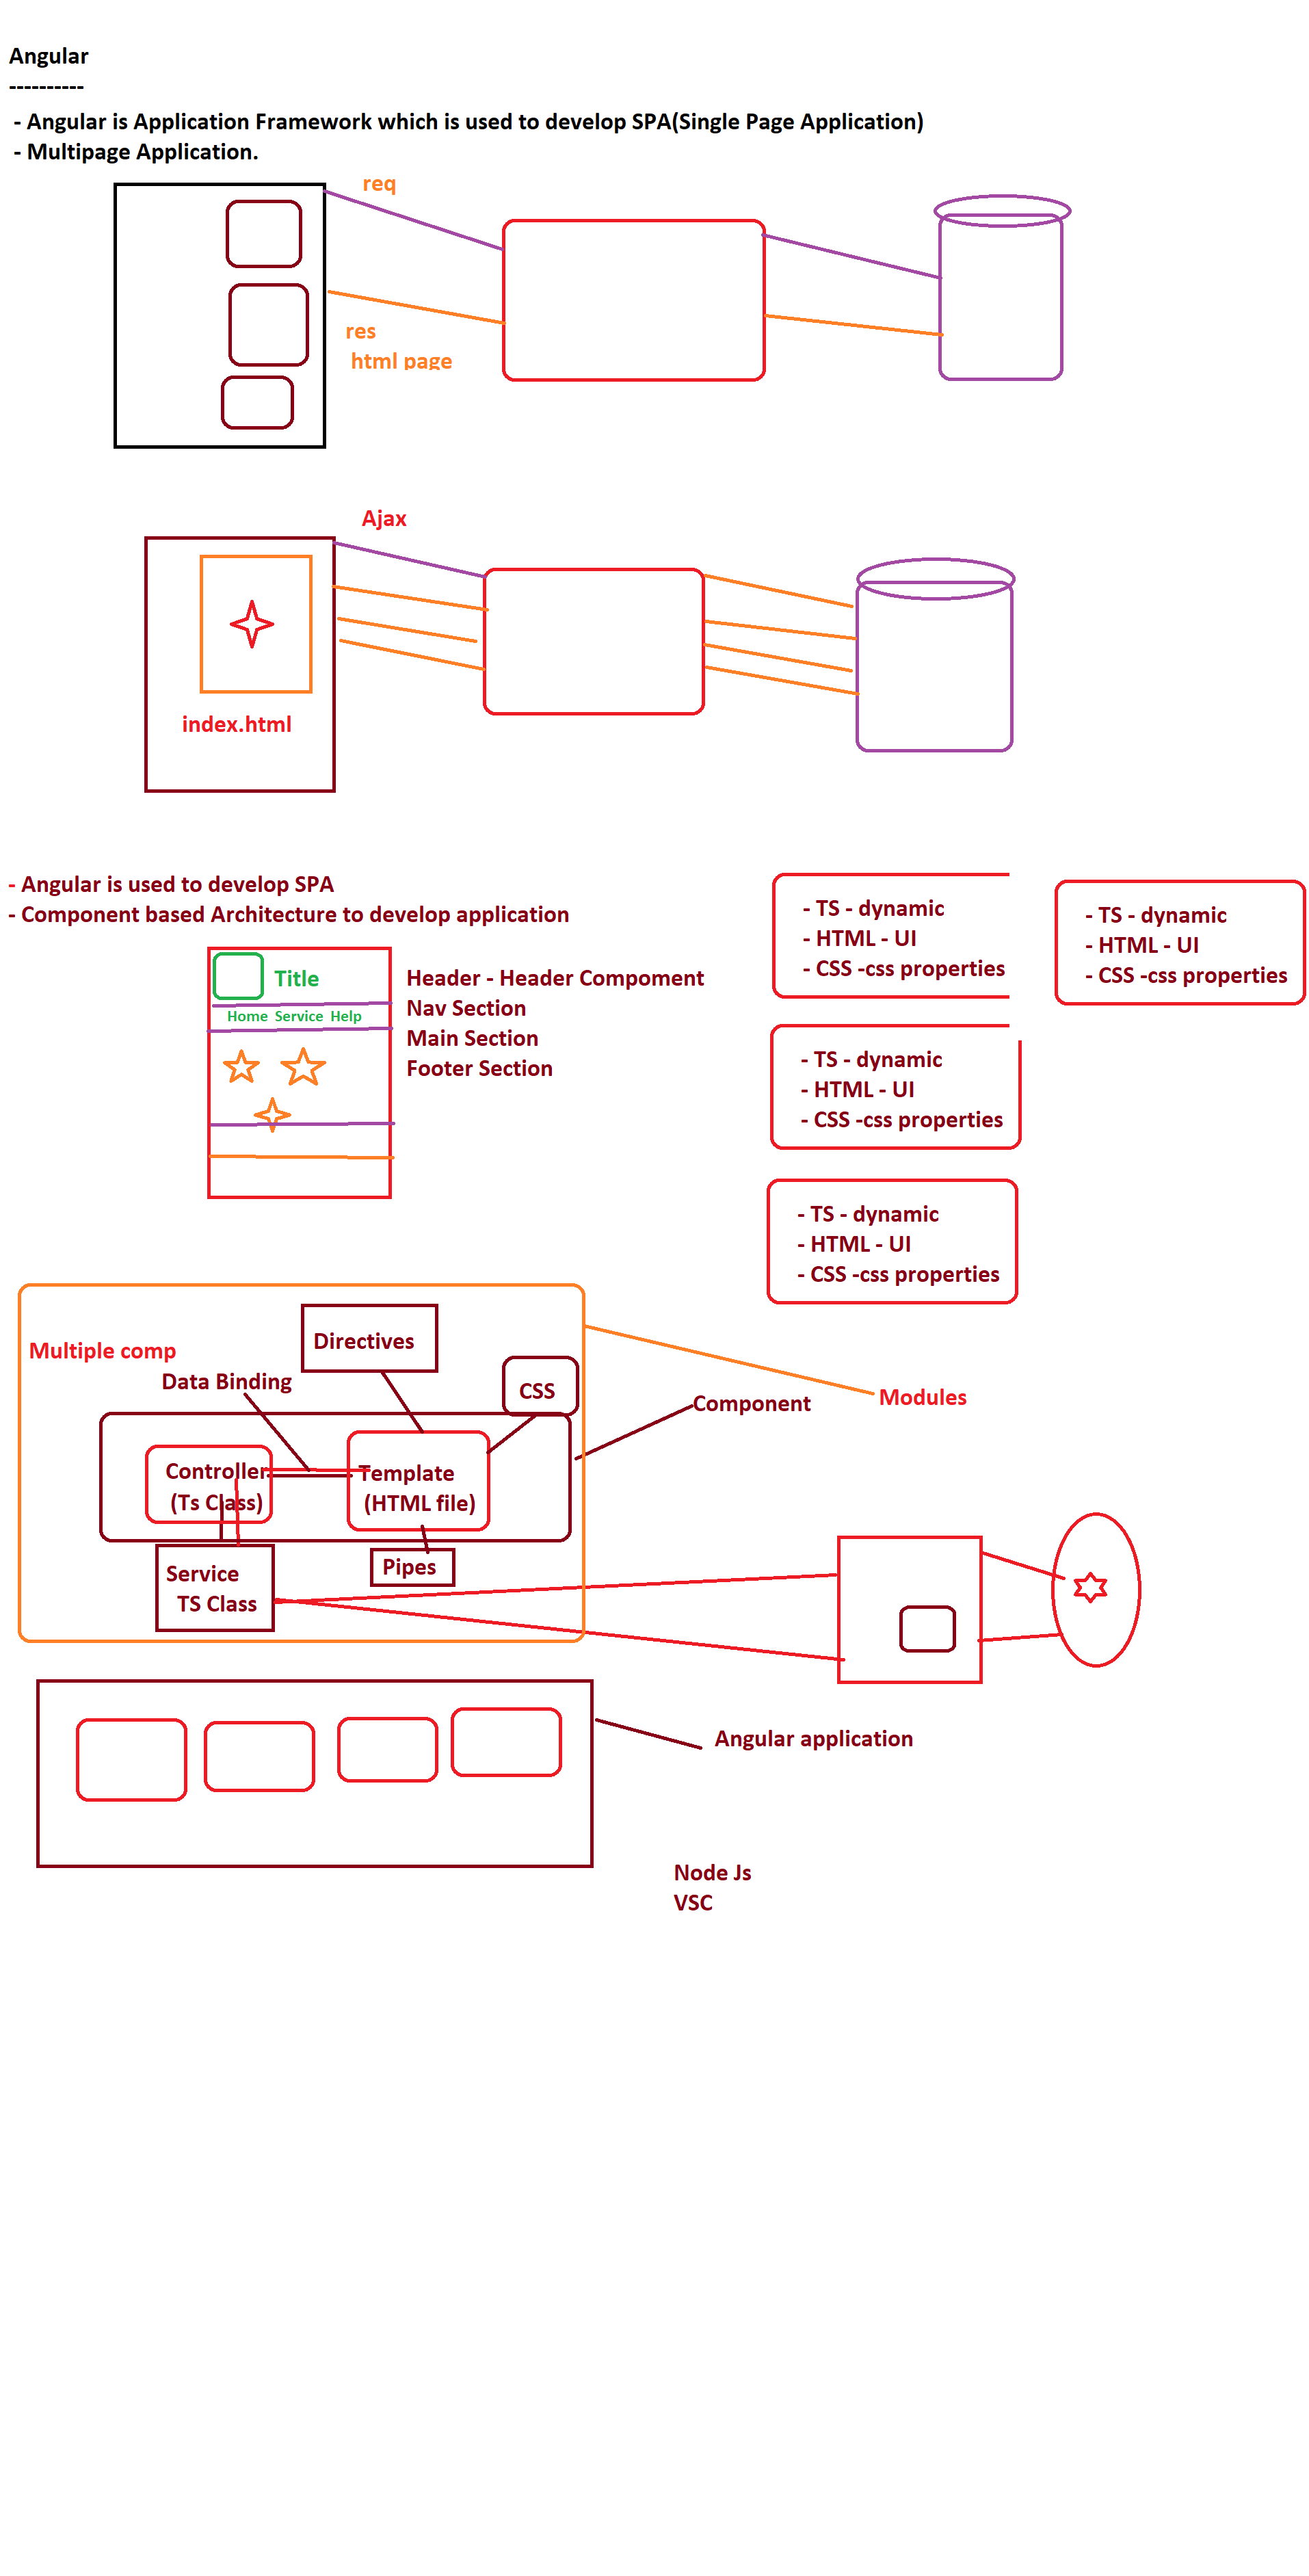 Angular
----------
- Angular is Application Framework which is used to develop SPA(Single Page Application)
- Multipage Application.
req
res
html page
Ajax
index.html
- Angular is used to develop SPA
- Component based Architecture to develop application
Title
Home Service Help
Header - Header Compoment
Nav Section
Main Section
Footer Section
- TS - dynamic
- HTML - UI
- CSS -css properties
- TS - dynamic
- HTML - UI
- CSS -css properties
- TS - dynamic
- HTML - UI
- CSS -css properties
- TS - dynamic
- HTML - UI
- CSS -css properties
Multiple comp
Directives
Data Binding
CSS
Component
Modules
Controller
(Ts Class)
Template
(HTML file)
Service
TS Class
Pipes
Angular application
Node Js
VSC